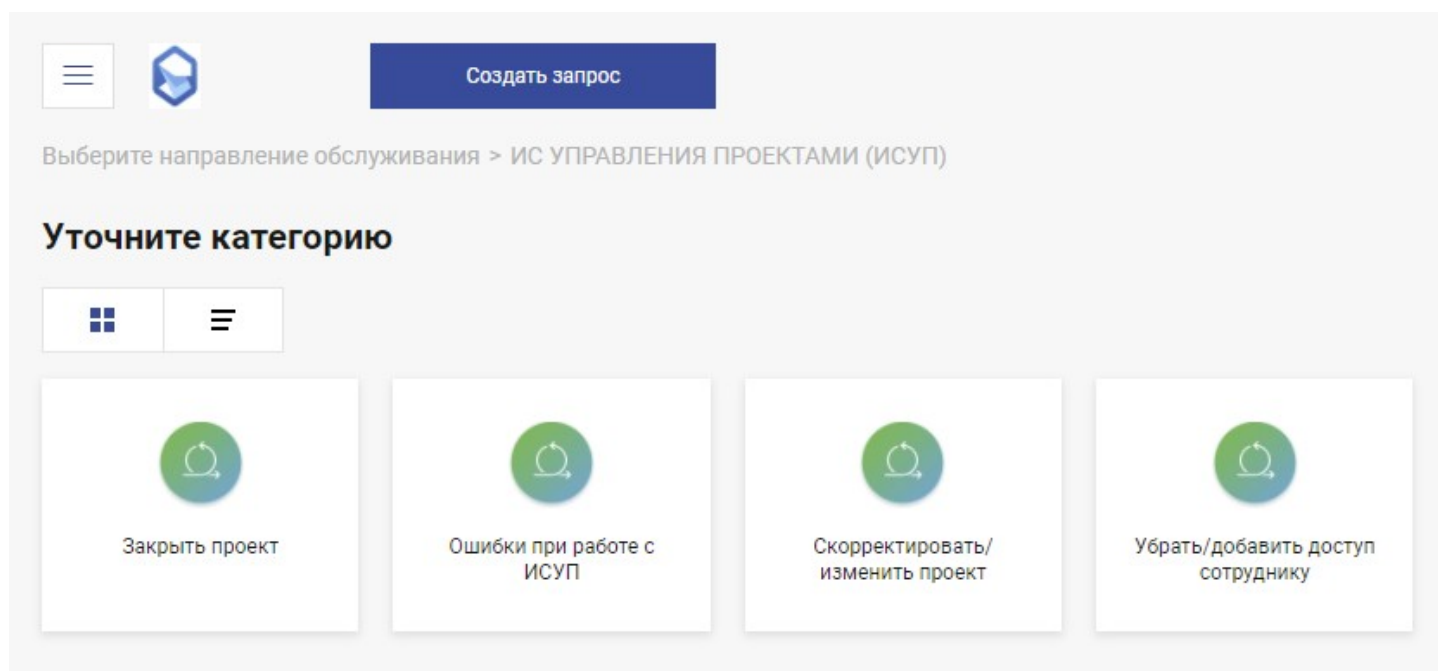 Создать запрос
Выберите направление обслуживания > ИС УПРАВЛЕНИЯ ПРОЕКТАМИ (ИСУП)
Уточните категорию
Закрыть проект
Ошибки при работе с
ИСУП
Скорректировать/
изменить проект
Убрать/добавить доступ
сотруднику